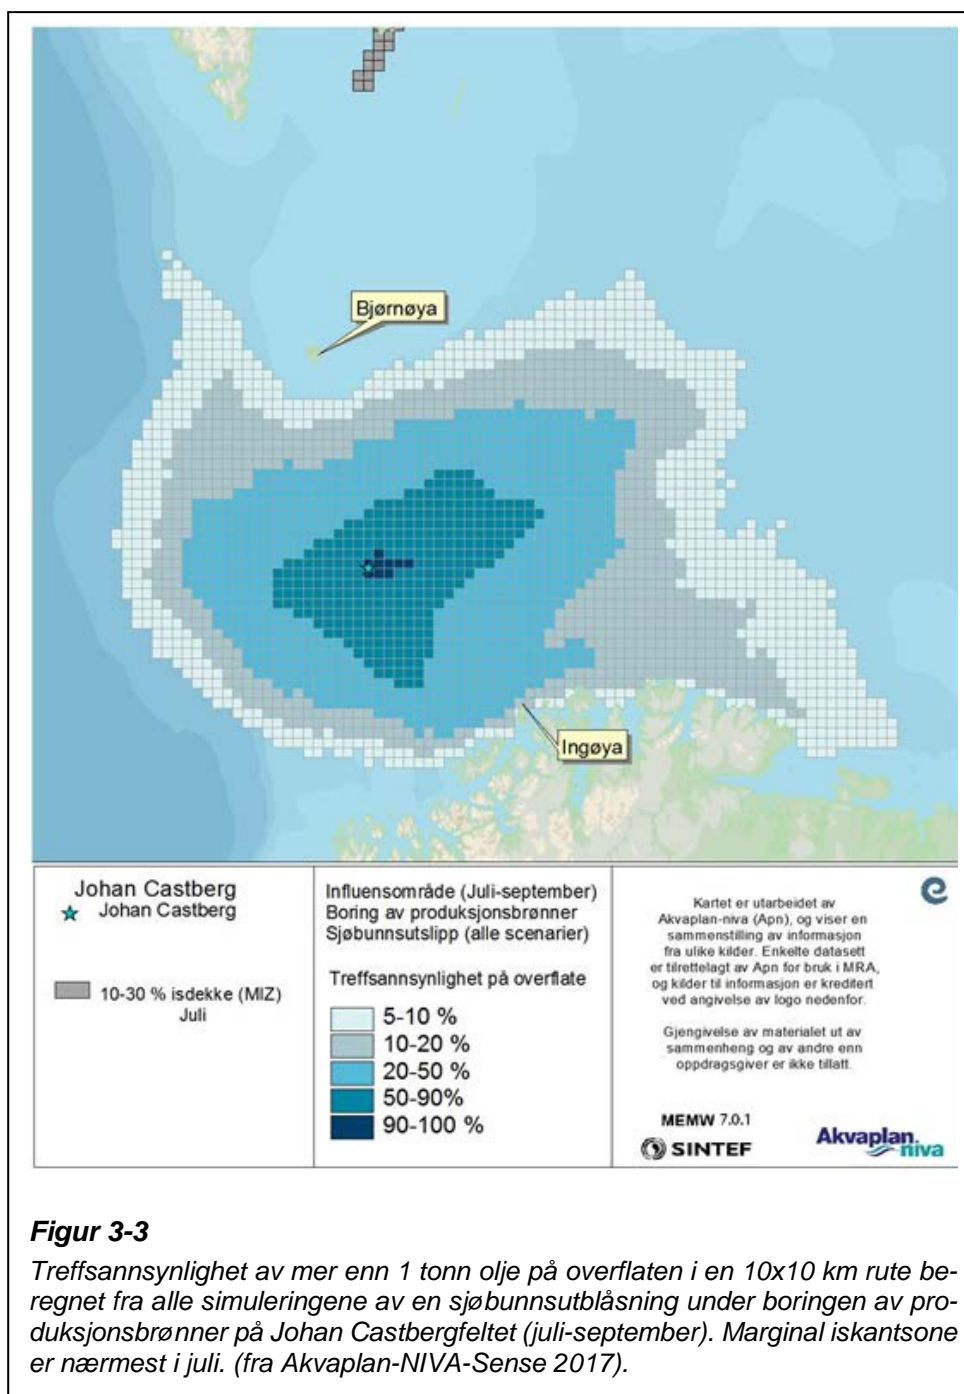 Bjørnøya
Ingøya
Johan Castberg
Johan Castberg
10-30 % isdekke (MIZ)
Juli
Influensområde (Juli-september)
Boring av produksjonsbrønner
Sjøbunnsutslipp (alle scenarier)
Treffsannsynlighet på overflate
5-10 %
10-20 %
20-50 %
50-90%
90-100 %
Kartet er utarbeidet av
Akvaplan-niva (Apn), og viser en
sammenstilling av informasjon
fra ulike kilder. Enkelte datasett
er tilrettelagt av Apn for bruk i MRA,
og kilder til informasjon er kreditert
ved angivelse av logo nedenfor.
Gjengivelse av materialet ut av
sammenheng og av andre enn
oppdragsgiver er ikke tillatt.
MEMW 7.0.1
SINTEF
Akvaplan
niva
Figur 3-3
Treffsannsynlighet av mer enn 1 tonn olje på overflaten i en 10x10 km rute be-
regnet fra alle simuleringene av en sjøbunnsutblåsning under boringen av pro-
duksjonsbrønner på Johan Castbergfeltet (juli-september). Marginal iskantsone
er nærmest i juli. (fra Akvaplan-NIVA-Sense 2017).